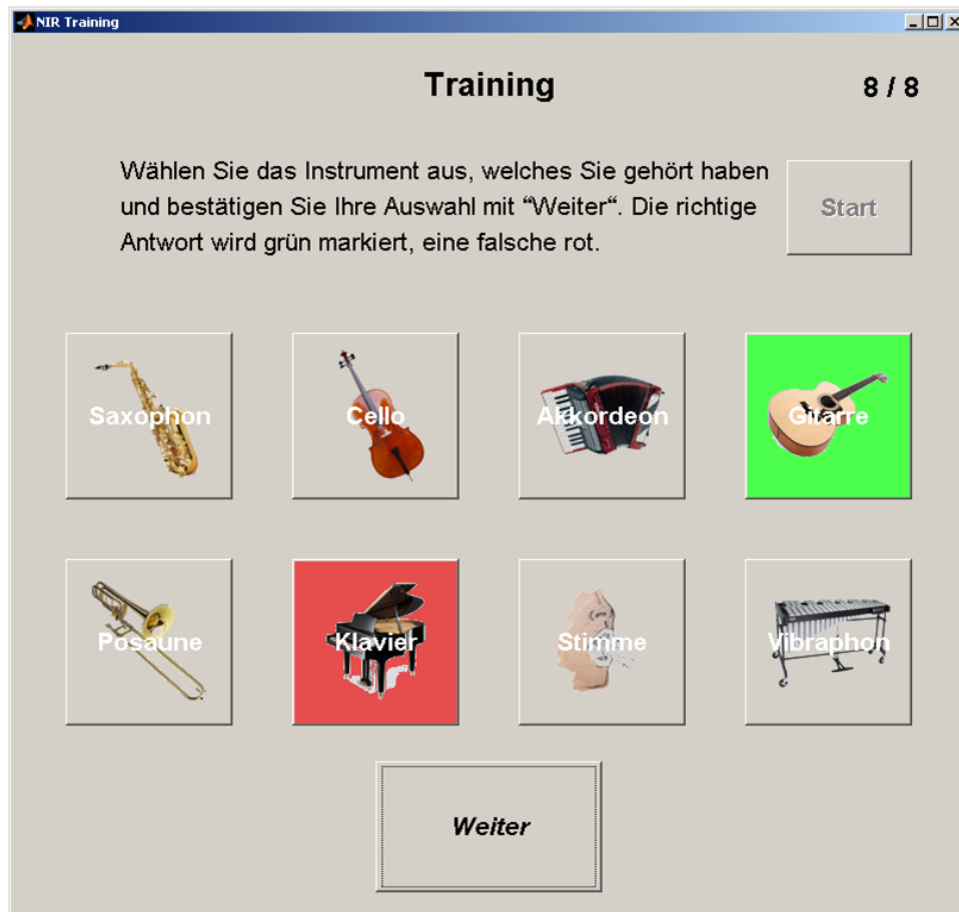 NIR Training
Training
8 / 8
Wählen Sie das Instrument aus, welches Sie gehört haben
und bestätigen Sie Ihre Auswahl mit “Weiter“. Die richtige
Antwort wird grün markiert, eine falsche rot.
Start
Saxophon
Cello
Akkordeon
Gitarre
Posaune
Klavier
Stimme
Vibraphon
Weiter